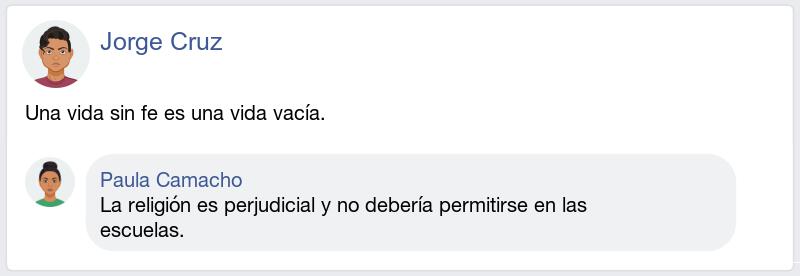 Jorge Cruz
Una vida sin fe es una vida vacía.
Paula Camacho
La religión es perjudicial y no debería permitirse en las
escuelas.